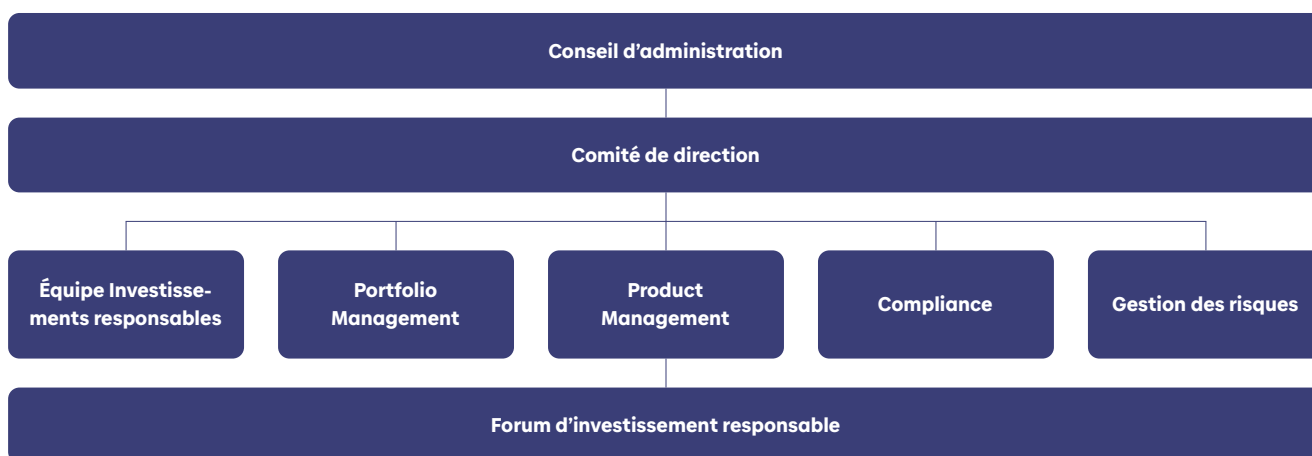 Conseil d’administration
Comité de direction
Équipe Investisse-
ments responsables
Portfolio
Management
Product
Management
Compliance
Gestion des risques
Forum d’investissement responsable